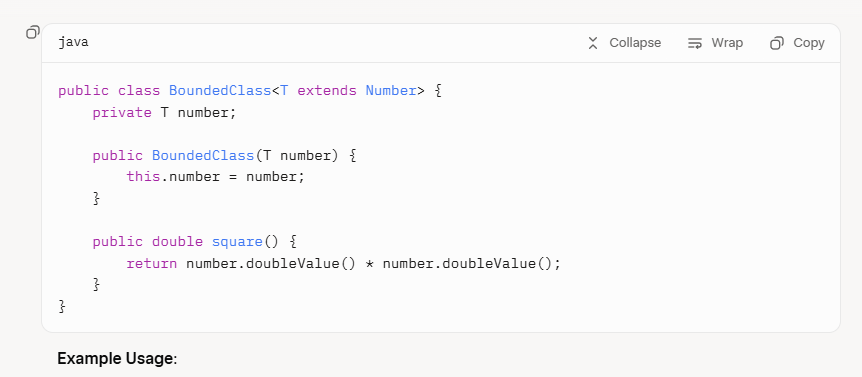 java
Collapse
Wrap
Copy
public class BoundedClass<T extends Number> {
    private T number;

    public BoundedClass(T number) {
        this.number = number;
    }

    public double square() {
        return number.doubleValue() * number.doubleValue();
    }
}
Example Usage: